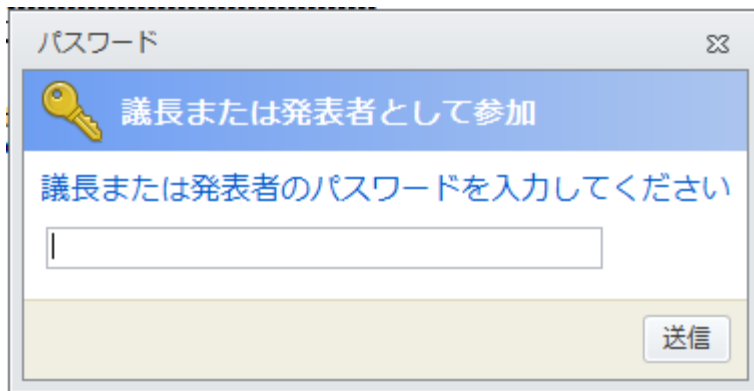 パスワード
議長または発表者として参加
議長または発表者のパスワードを入力してください
送信